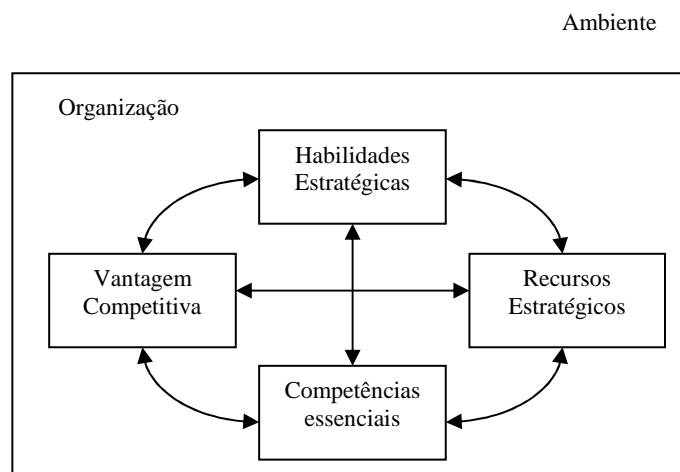 Ambiente
Organização
Habilidades
Estratégicas
Vantagem
Competitiva
Recursos
Estratégicos
Competências
essenciais